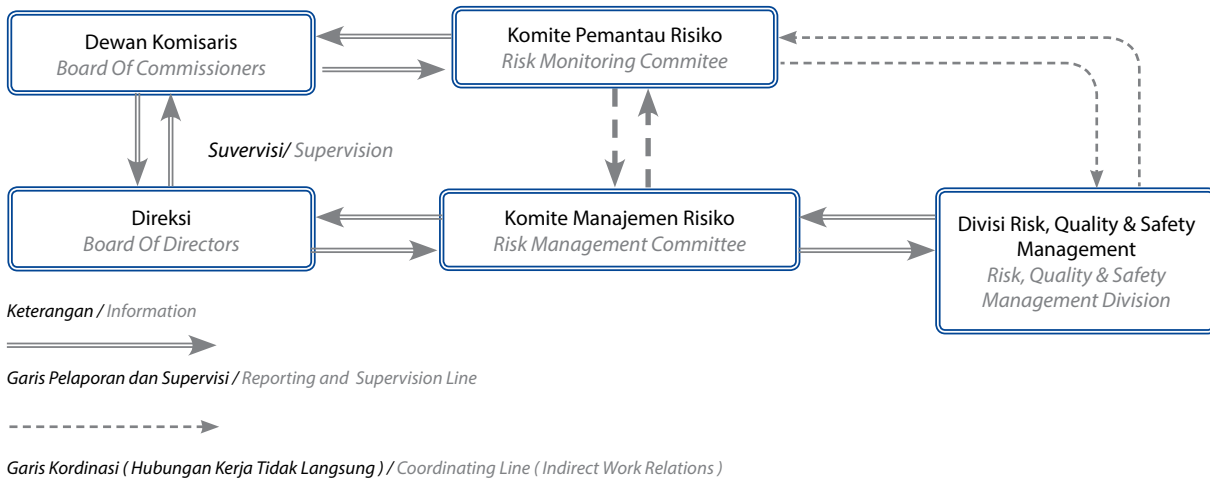 Dewan Komisaris
Board Of Commissioners
Komite Pemantau Risiko
Risk Monitoring Commitee
Suvervisi/ Supervision
Direksi
Board Of Directors
Komite Manajemen Risiko
Risk Management Committee
Divisi Risk, Quality & Safety
Management
Risk, Quality & Safety
Management Division
Keterangan / Information
Garis Pelaporan dan Supervisi / Reporting and Supervision Line
Garis Kordinasi ( Hubungan Kerja Tidak Langsung ) / Coordinating Line ( Indirect Work Relations )